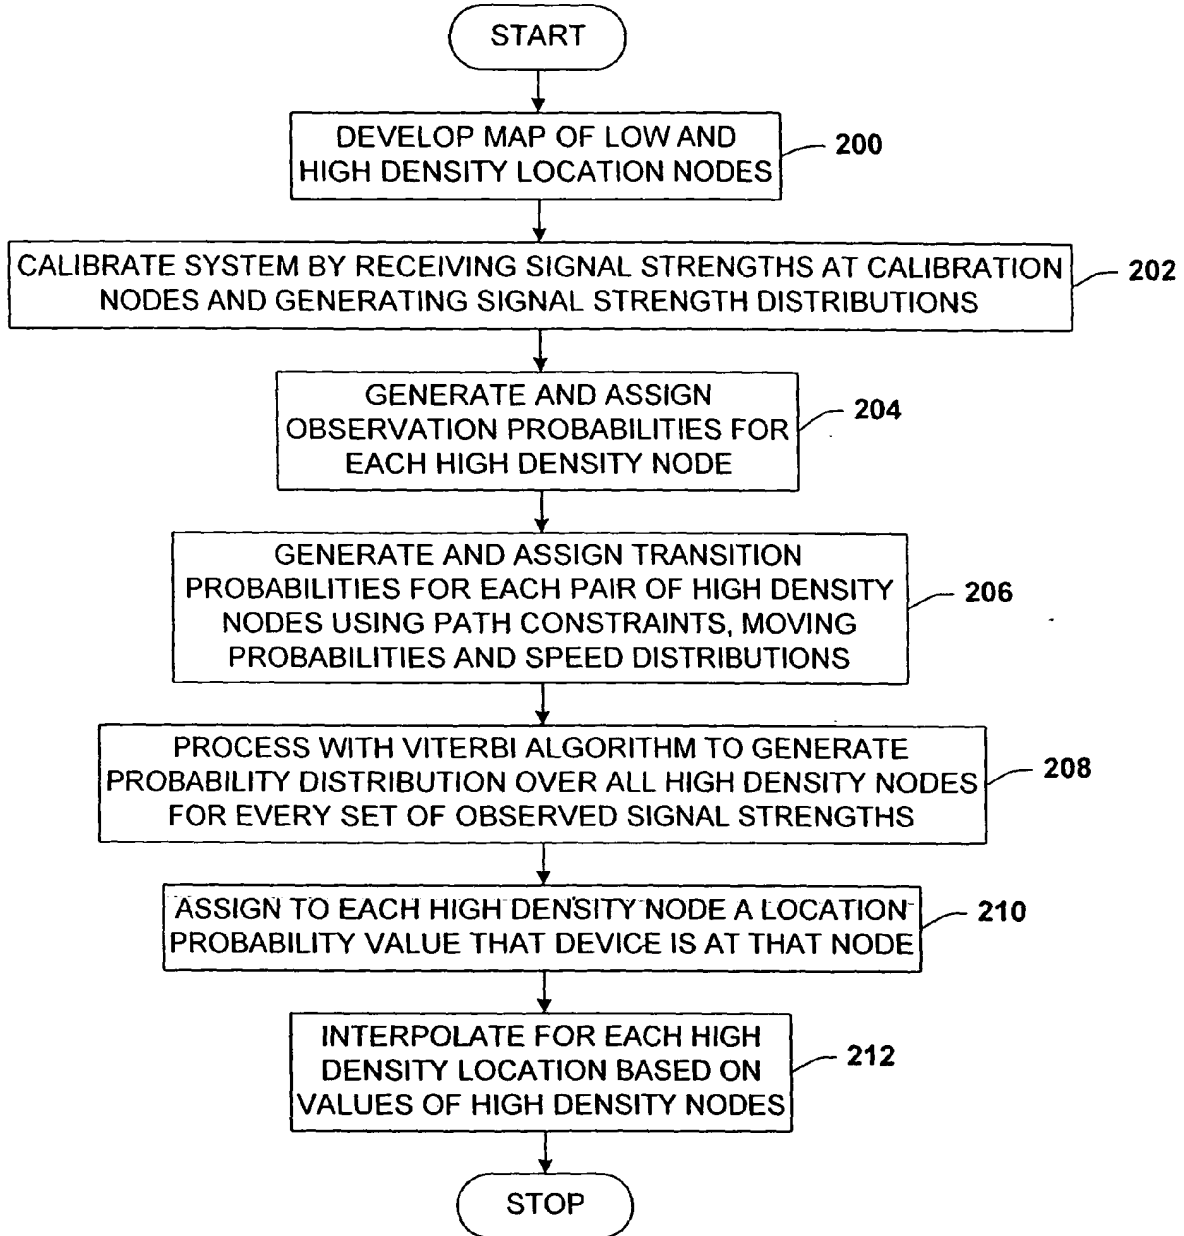 START
DEVELOP MAP OF LOW AND
HIGH DENSITY LOCATION NODES
200
CALIBRATE SYSTEM BY RECEIVING SIGNAL STRENGTHS AT CALIBRATION
NODES AND GENERATING SIGNAL STRENGTH DISTRIBUTIONS
202
GENERATE AND ASSIGN
OBSERVATION PROBABILITIES FOR
EACH HIGH DENSITY NODE
204
GENERATE AND ASSIGN TRANSITION
PROBABILITIES FOR EACH PAIR OF HIGH DENSITY
NODES USING PATH CONSTRAINTS, MOVING
PROBABILITIES AND SPEED DISTRIBUTIONS
206
PROCESS WITH VITERBI ALGORITHM TO GENERATE
PROBABILITY DISTRIBUTION OVER ALL HIGH DENSITY NODES
FOR EVERY SET OF OBSERVED SIGNAL STRENGTHS
208
ASSIGN TO EACH HIGH DENSITY NODE A LOCATION
PROBABILITY VALUE THAT DEVICE IS AT THAT NODE
210
INTERPOLATE FOR EACH HIGH
DENSITY LOCATION BASED ON
VALUES OF HIGH DENSITY NODES
212
STOP